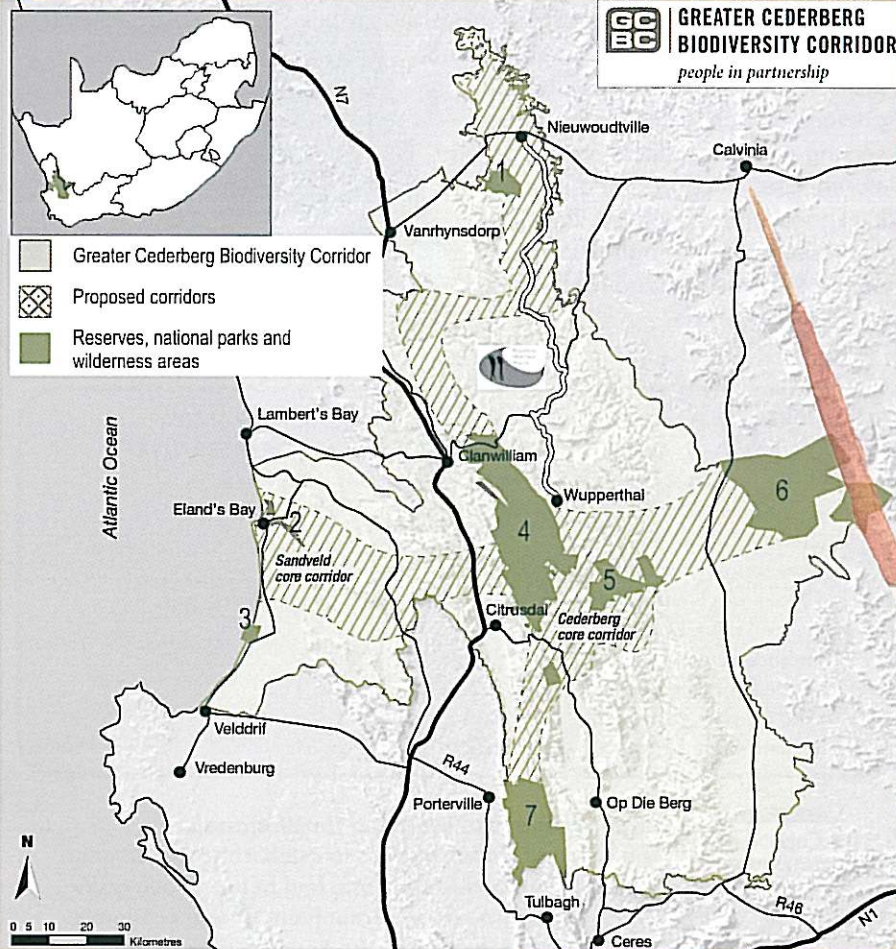 GC
BC
GREATER CEDERBERG
BIODIVERSITY CORRIDOR
people in partnership
N7
Nieuwoudtville
Calvinia
1
Vanrhynsdorp
Greater Cederberg Biodiversity Corridor
Proposed corridors
Reserves, national parks and
wilderness areas
Atlantic Ocean
Lambert's Bay
Clanwilliam
Wupperthal
6
Eland's Bay
2
4
Sandveld
core corridor
5
3
Citrusdal
Cederberg
core corridor
Velddrif
Vredenburg
R44
Porterville
Op Die Berg
7
N
Tulbagh
R46
N1
0 5 10 20 30
Kilometres
Ceres